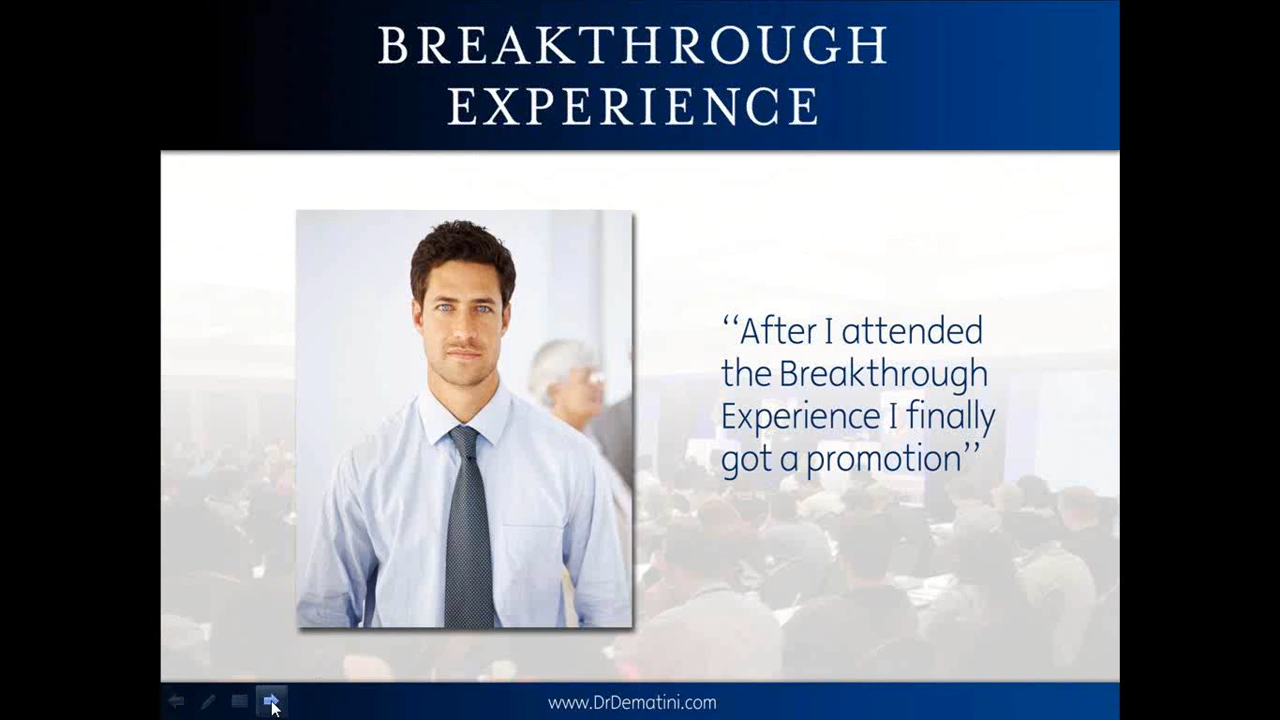 BREAKTHROUGH
EXPERIENCE
‘‘After I attended
the Breakthrough
Experience I finally
got a promotion’’
www.DrDematini.com